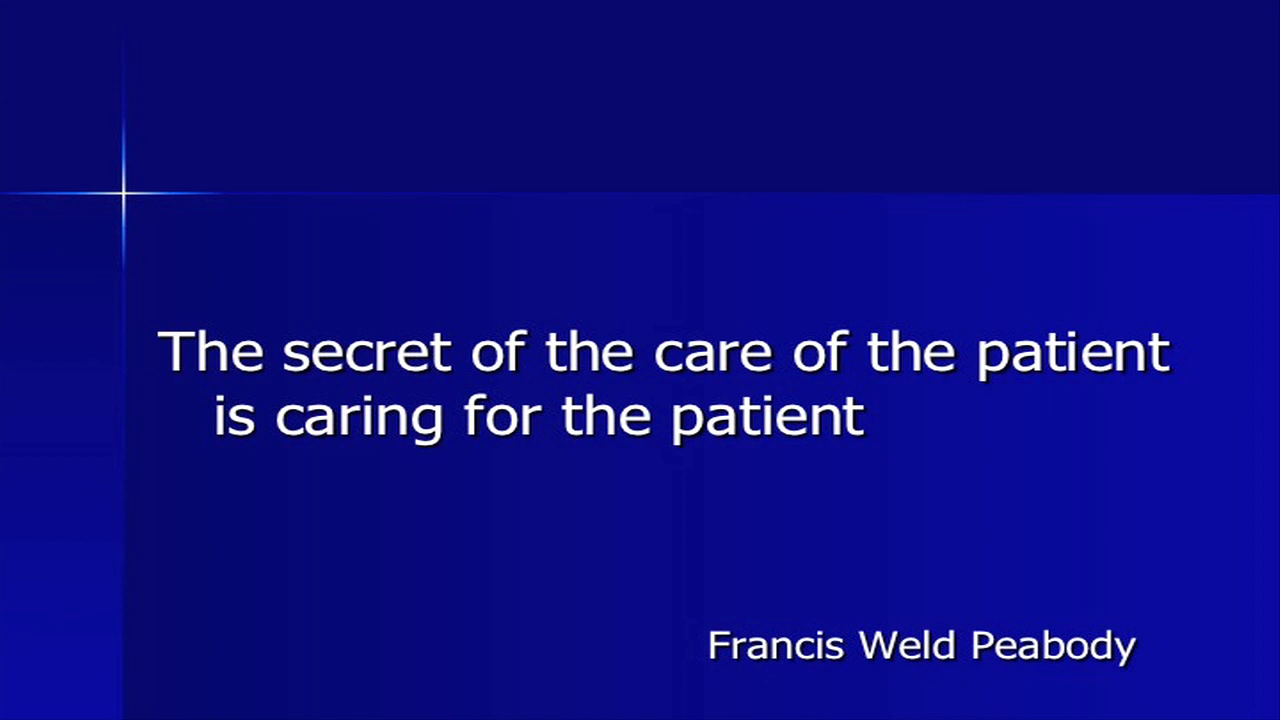 The secret of the care of the patient
is caring for the patient
Francis Weld Peabody